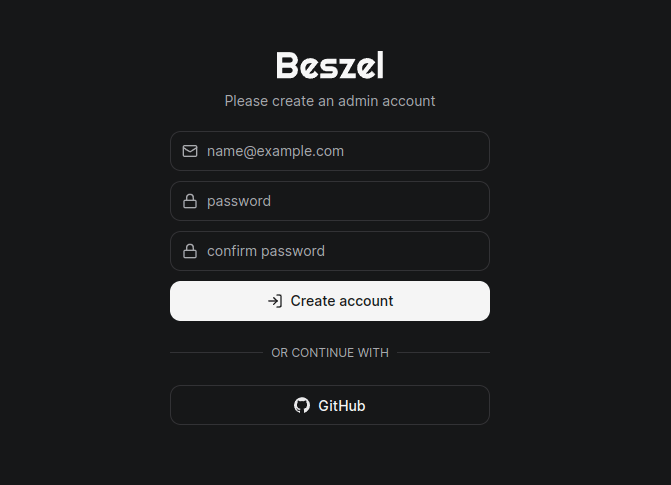 Beszel
Please create an admin account
name@example.com
password
confirm password
Create account
OR CONTINUE WITH
GitHub